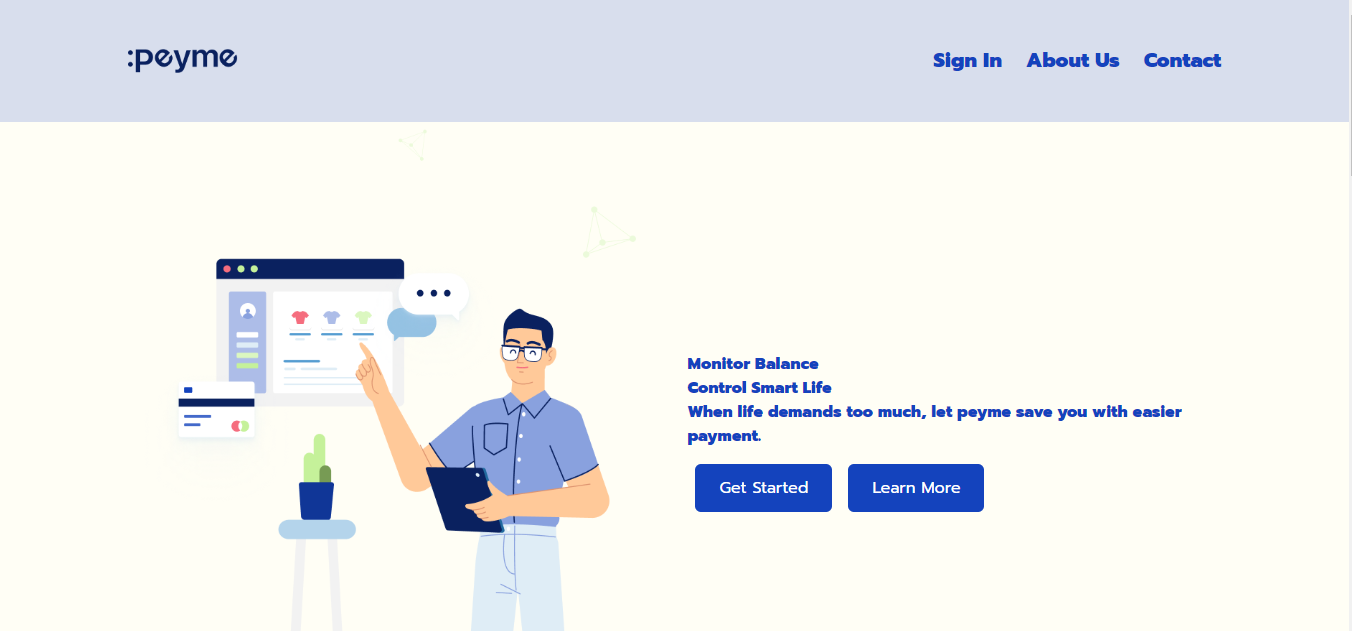 :peyme
Sign In
About Us
Contact
Monitor Balance
Control Smart Life
When life demands too much, let peyme save you with easier
payment.
Get Started
Learn More